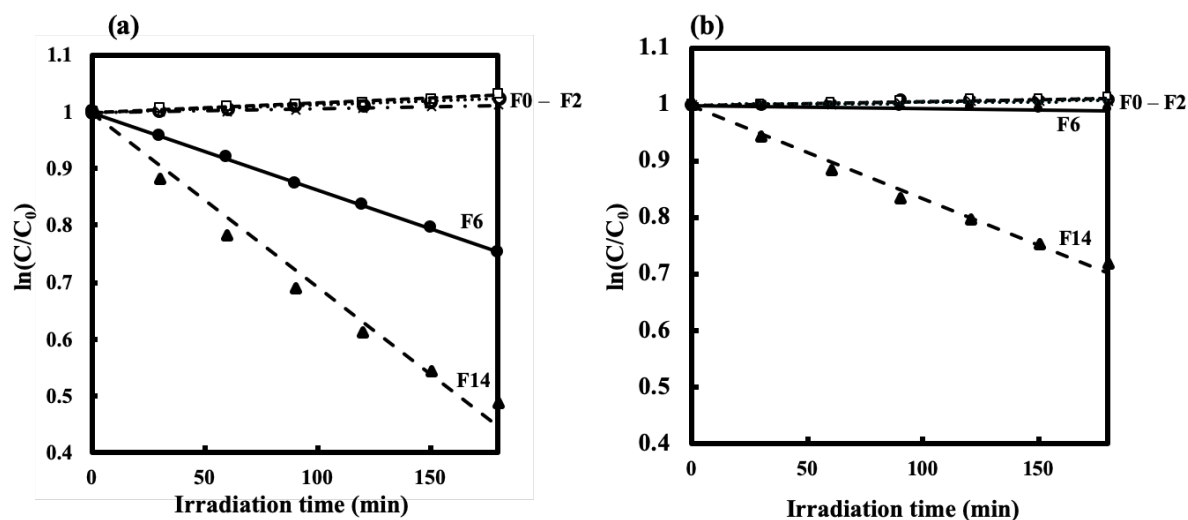 (a)
1.1
1
0.9
0.8
0.7
0.6
0.5
0.4
ln(C/C₀)
F0 – F2
F6
F14
0 50 100 150
Irradiation time (min)
(b)
1.1
1
0.9
0.8
0.7
0.6
0.5
0.4
ln(C/C₀)
F0 – F2
F6
F14
0 50 100 150
Irradiation time (min)